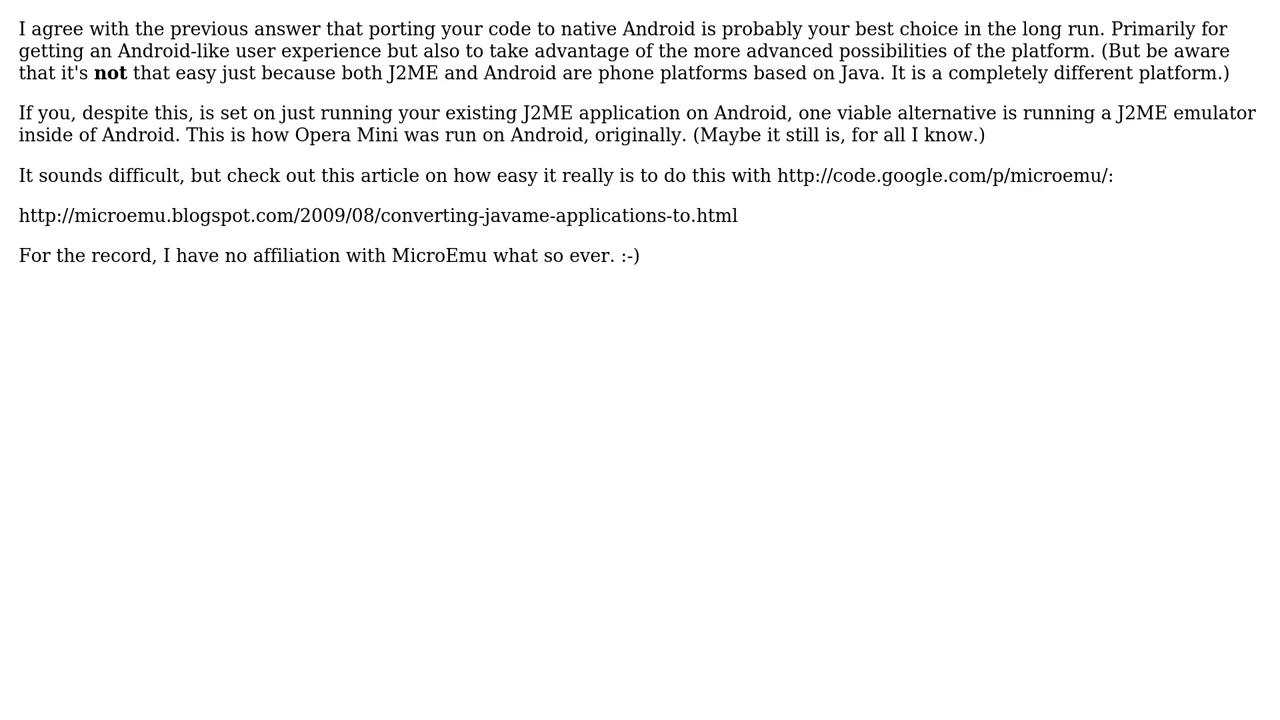 I agree with the previous answer that porting your code to native Android is probably your best choice in the long run. Primarily for
getting an Android-like user experience but also to take advantage of the more advanced possibilities of the platform. (But be aware
that it's not that easy just because both J2ME and Android are phone platforms based on Java. It is a completely different platform.)
If you, despite this, is set on just running your existing J2ME application on Android, one viable alternative is running a J2ME emulator
inside of Android. This is how Opera Mini was run on Android, originally. (Maybe it still is, for all I know.)
It sounds difficult, but check out this article on how easy it really is to do this with http://code.google.com/p/microemu/:
http://microemu.blogspot.com/2009/08/converting-javame-applications-to.html
For the record, I have no affiliation with MicroEmu what so ever. :-)